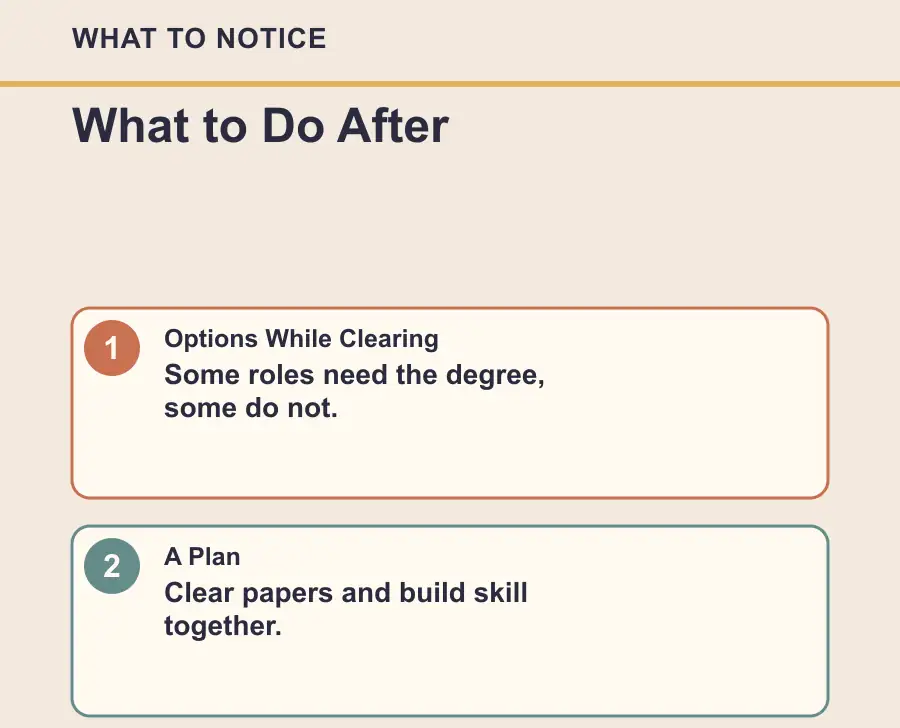 WHAT TO NOTICE
What to Do After
1
Options While Clearing
Some roles need the degree,
some do not.
2
A Plan
Clear papers and build skill
together.